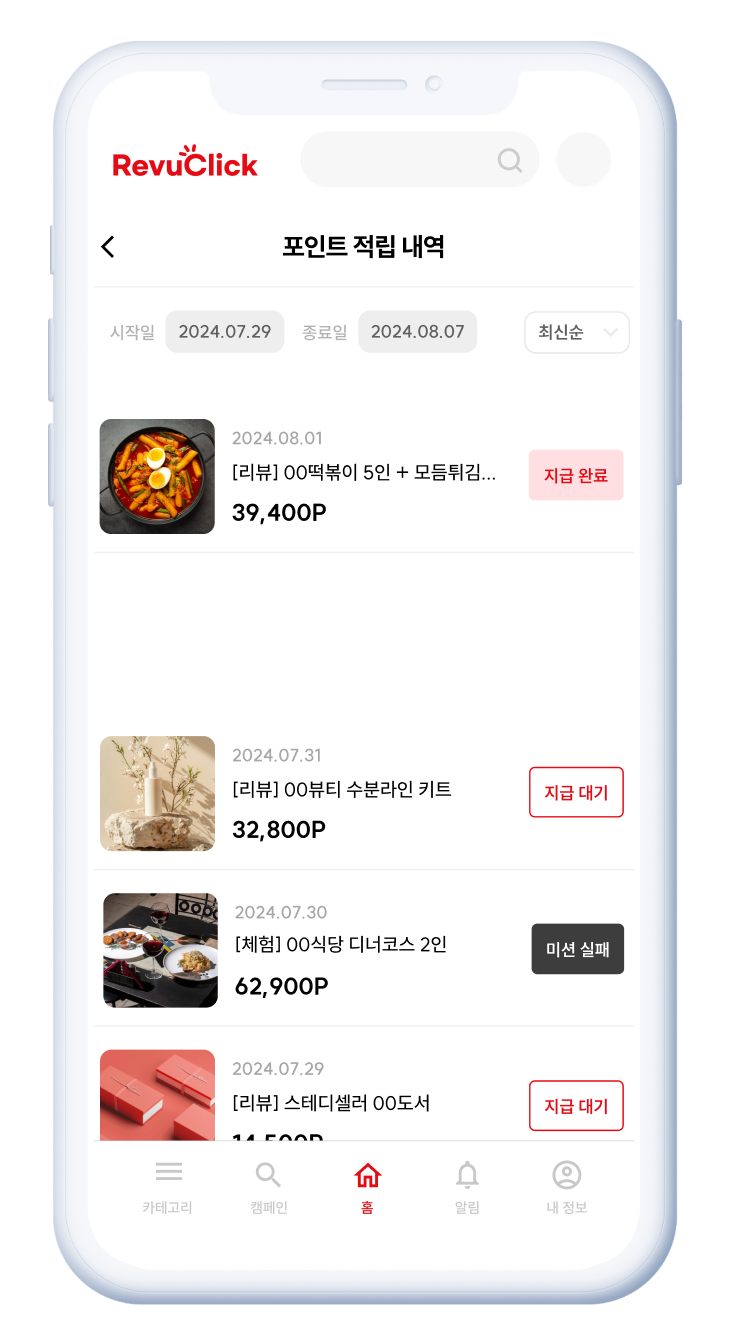 RevuClick
포인트 적립 내역
시작일 2024.07.29 종료일 2024.08.07 최신순
2024.08.01
[리뷰] 00떡볶이 5인 + 모듬튀김...
지급 완료
39,400P
2024.07.31
[리뷰] 00뷰티 수분라인 키트
지급 대기
32,800P
2024.07.30
[체험] 00식당 디너코스 2인
미션 실패
62,900P
2024.07.29
[리뷰] 스테디셀러 00도서
지급 대기
14,500P
카테고리 캠페인 홈 알림 내 정보